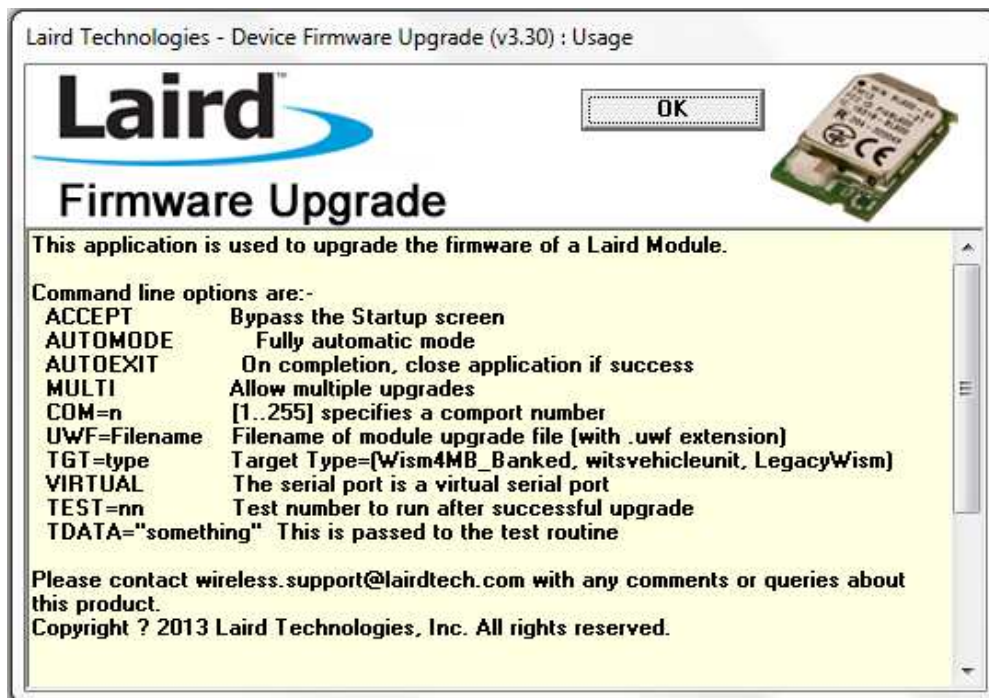 Laird Technologies - Device Firmware Upgrade (v3.30) : Usage
Laird™
OK
Firmware Upgrade
This application is used to upgrade the firmware of a Laird Module.
Command line options are:-
ACCEPT Bypass the Startup screen
AUTOMODE Fully automatic mode
AUTOEXIT On completion, close application if success
MULTI Allow multiple upgrades
COM=n [1..255] specifies a comport number
UWF=Filename Filename of module upgrade file (with .uwf extension)
TGT=type Target Type=(Wism4MB_Banked, witsvehicleunit, LegacyWism)
VIRTUAL The serial port is a virtual serial port
TEST=nn Test number to run after successful upgrade
TDATA="something" This is passed to the test routine
Please contact wireless.support@lairdtech.com with any comments or queries about
this product.
Copyright ? 2013 Laird Technologies, Inc. All rights reserved.